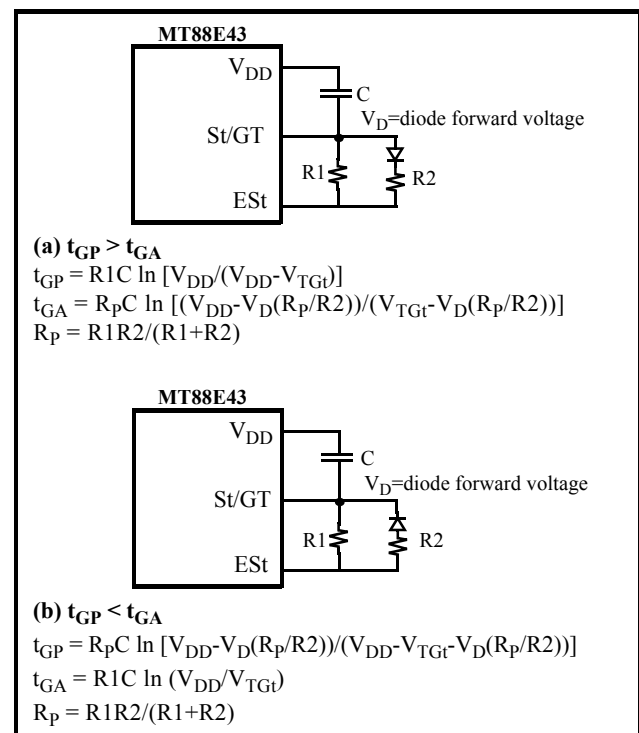 MT88E43
VDD
C
VD=diode forward voltage
St/GT
R1
R2
ESt
(a) tGP > tGA
tGP = R1C ln [VDD/(VDD-VTGt)]
tGA = RPC ln [(VDD-VD(RP/R2))/(VTGt-VD(RP/R2))]
RP = R1R2/(R1+R2)
MT88E43
VDD
C
VD=diode forward voltage
St/GT
R1
R2
ESt
(b) tGP < tGA
tGP = RPC ln [VDD-VD(RP/R2))/(VDD-VTGt-VD(RP/R2))]
tGA = R1C ln (VDD/VTGt)
RP = R1R2/(R1+R2)